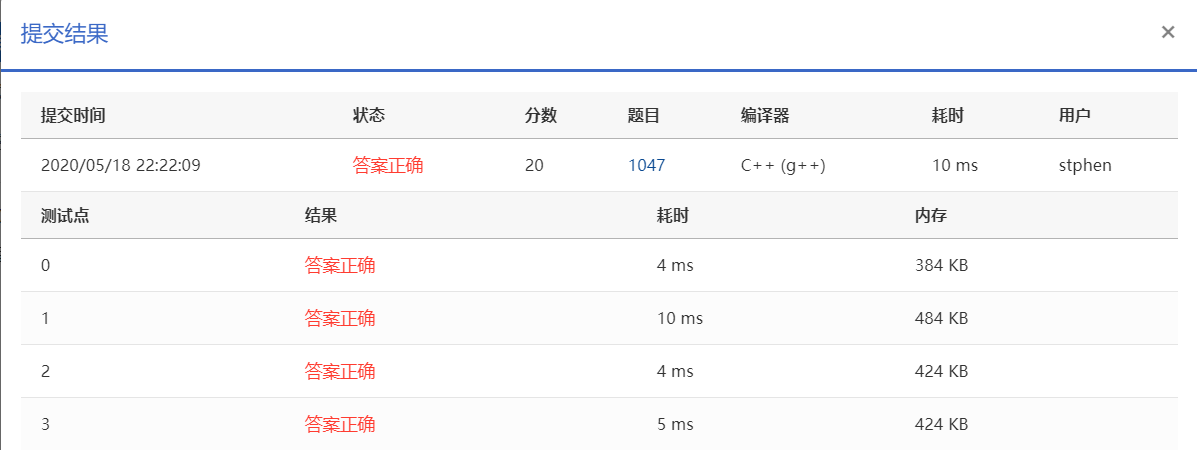 提交结果 ×
提交时间 状态 分数 题目 编译器 耗时 用户
2020/05/18 22:22:09 答案正确 20 1047 C++ (g++) 10 ms stphen
测试点 结果 耗时 内存
0 答案正确 4 ms 384 KB
1 答案正确 10 ms 484 KB
2 答案正确 4 ms 424 KB
3 答案正确 5 ms 424 KB